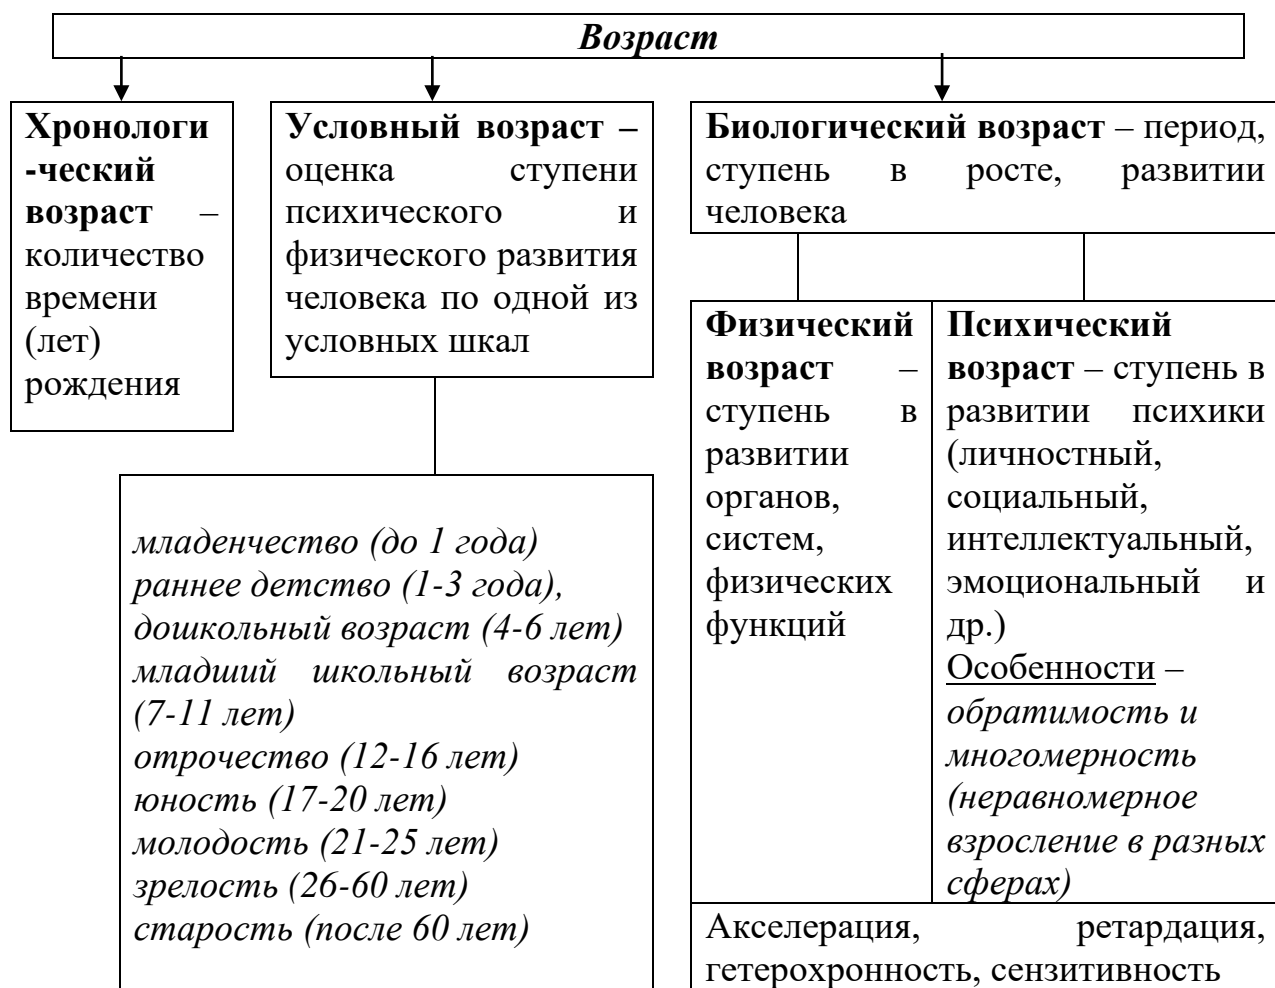 Возраст
Хронологи
-ческий
возраст –
количество
времени
(лет)
рождения
Условный возраст –
оценка ступени
психического и
физического развития
человека по одной из
условных шкал
младенчество (до 1 года)
раннее детство (1-3 года),
дошкольный возраст (4-6 лет)
младший школьный возраст
(7-11 лет)
отрочество (12-16 лет)
юность (17-20 лет)
молодость (21-25 лет)
зрелость (26-60 лет)
старость (после 60 лет)
Биологический возраст – период,
ступень в росте, развитии
человека
Физический
возраст –
ступень в
развитии
органов,
систем,
физических
функций
Психический
возраст – ступень в
развитии психики
(личностный,
социальный,
интеллектуальный,
эмоциональный и
др.)
Особенности –
обратимость и
многомерность
(неравномерное
взросление в разных
сферах)
Акселерация, ретардация,
гетерохронность, сензитивность